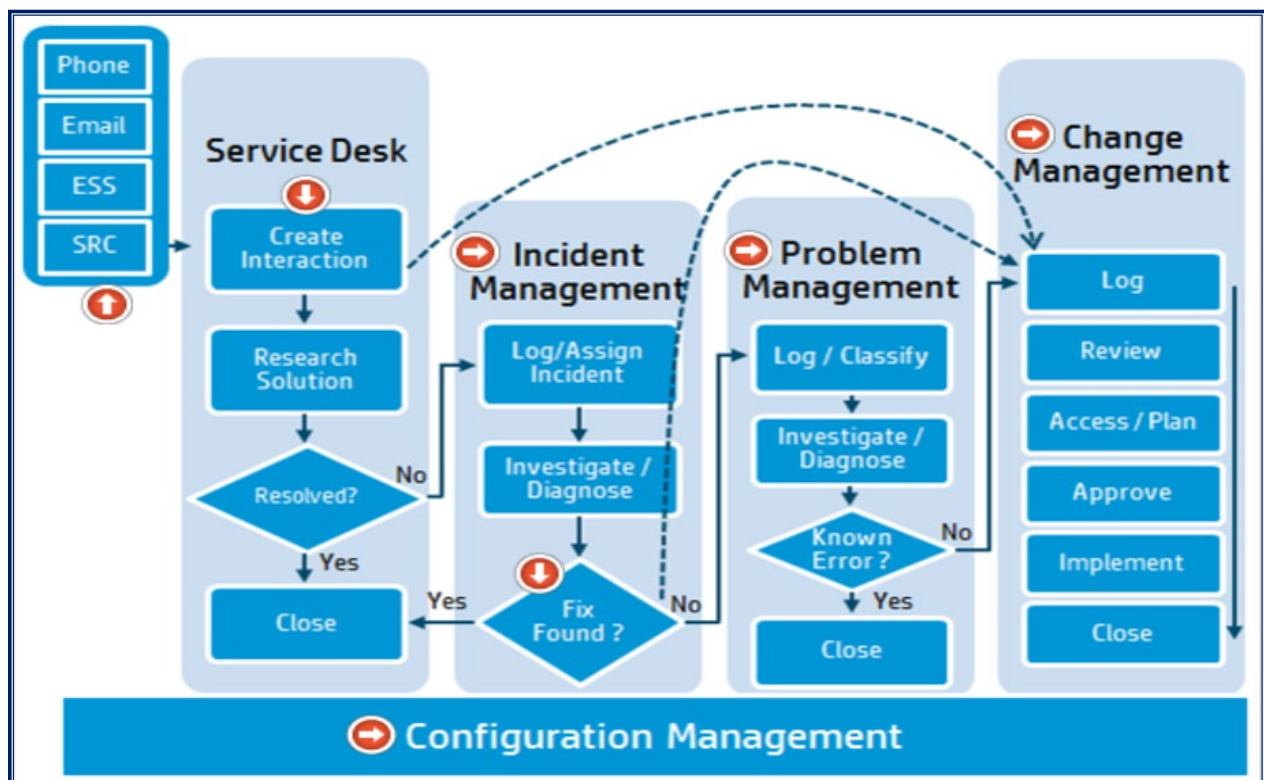 Phone
Email
ESS
SRC
Service Desk
Create
Interaction
Research
Solution
Resolved?
No
Yes
Close
Incident
Management
Log/Assign
Incident
Investigate /
Diagnose
Fix
Found ?
Yes
No
Problem
Management
Log / Classify
Investigate /
Diagnose
Known
Error ?
No
Yes
Close
Change
Management
Log
Review
Access / Plan
Approve
Implement
Close
Configuration Management